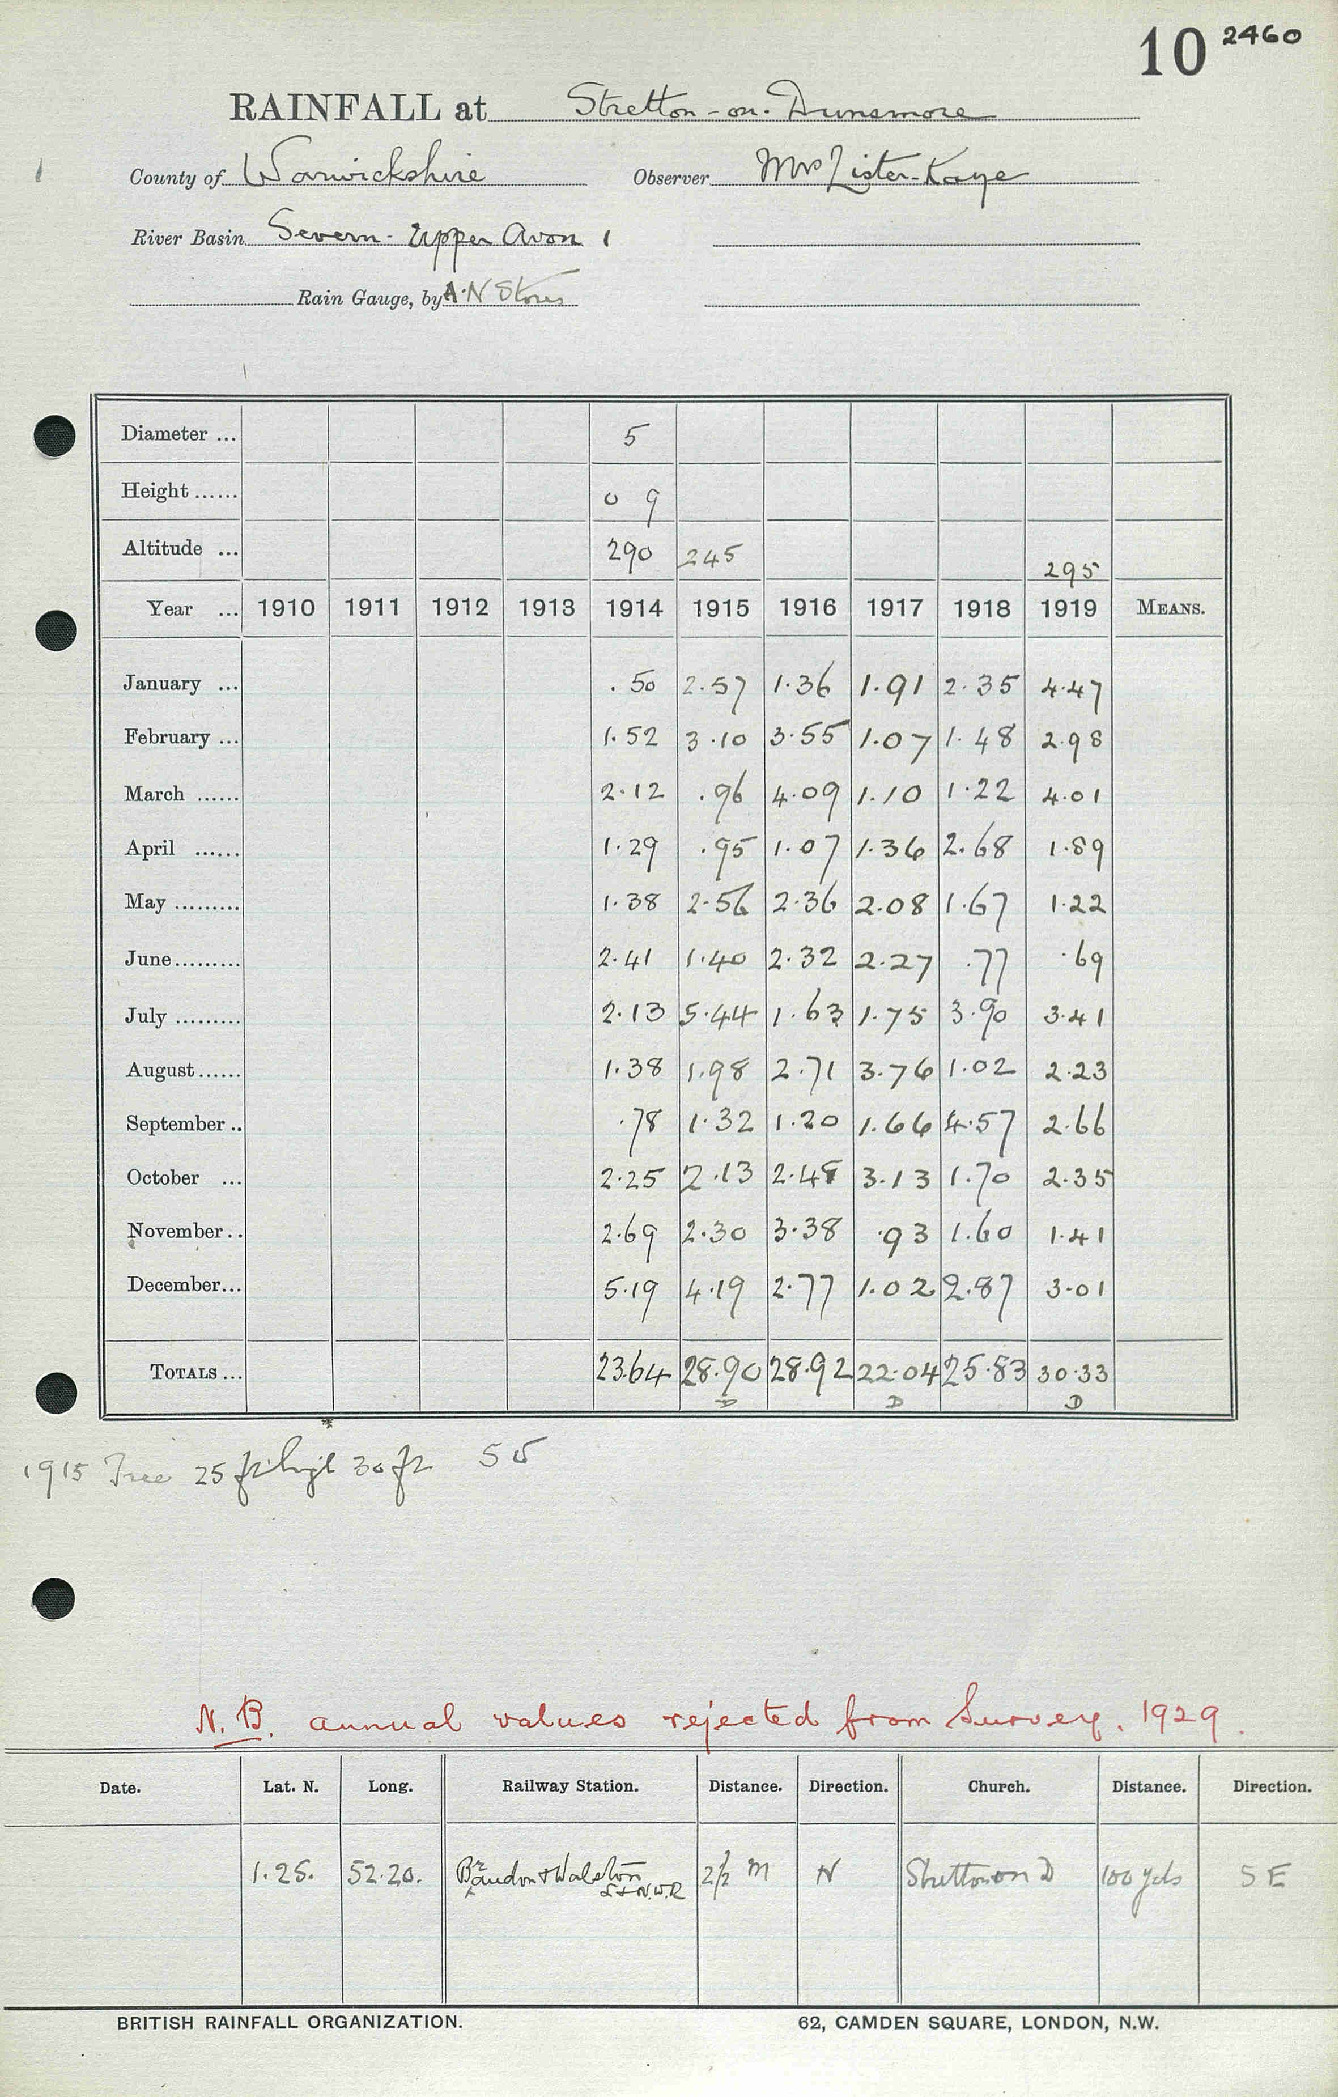 10 2460
RAINFALL at Stretton-on-Dunsmore
County of Warwickshire Observer Mrs Lister-Kaye
River Basin Severn - Upper Avon 1
Rain Gauge, by A.N Stores
Diameter ... 5
Height ...... 0 9
Altitude ... 290 245 295
Year ... 1910 1911 1912 1913 1914 1915 1916 1917 1918 1919 MEANS.
January ... .50 2.57 1.36 1.91 2.35 4.47
February ... 1.52 3.10 3.55 1.07 1.48 2.98
March ...... 2.12 .96 4.09 1.10 1.22 4.01
April ...... 1.29 .95 1.07 1.36 2.68 1.89
May ......... 1.38 2.56 2.36 2.08 1.67 1.22
June......... 2.41 1.40 2.32 2.27 .77 .69
July ......... 2.13 5.44 1.63 1.75 3.90 3.41
August...... 1.38 1.98 2.71 3.76 1.02 2.23
September .. .78 1.32 1.20 1.66 4.57 2.66
October ... 2.25 2.13 2.48 3.13 1.70 2.35
November.. 2.69 2.30 3.38 .93 1.60 1.41
December... 5.19 4.19 2.77 1.02 2.87 3.01
TOTALS ... 23.64 28.90 28.92 22.04 25.83 30.33
D D D
1915 Tree 25 ft high 30 ft
N.B. annual values rejected from Survey. 1929.
Date. Lat. N. Long. Railway Station. Distance. Direction. Church. Distance. Direction.
1.25. 52.20. Brandon & Wolston 2½ M N Stretton on D 100 yds SE
L & N.W.R
BRITISH RAINFALL ORGANIZATION. 62, CAMDEN SQUARE, LONDON, N.W.